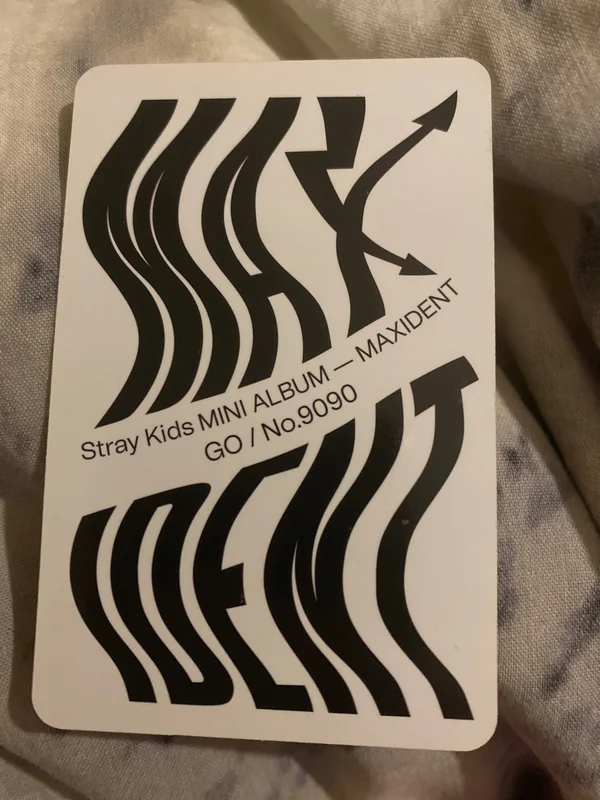 MAX
Stray Kids MINI ALBUM — MAXIDENT
GO / No.9090
IDENT